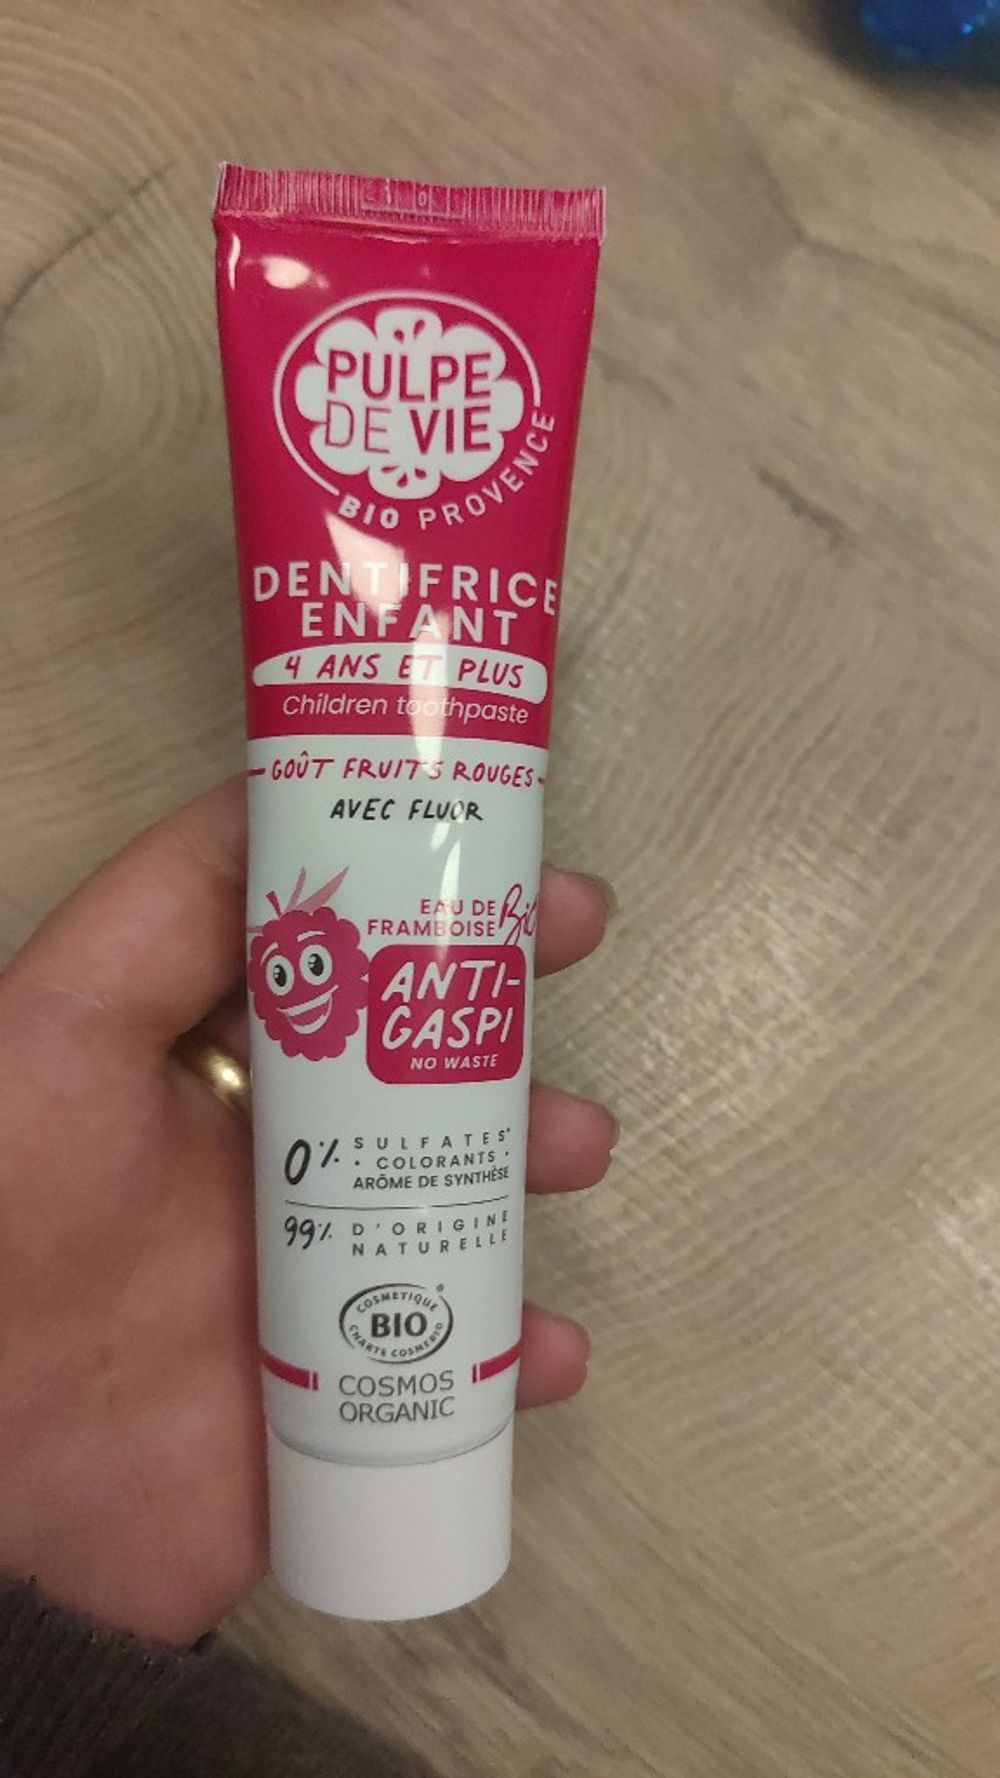 PULPE
DE VIE
BIO PROVENCE
DENTIFRICE
ENFANT
4 ANS ET PLUS
Children toothpaste
GOÛT FRUITS ROUGES
AVEC FLUOR
EAU DE
FRAMBOISE Bio
ANTI-
GASPI
NO WASTE
0% SULFATES*
• COLORANTS •
ARÔME DE SYNTHÈSE
99% D'ORIGINE
NATURELLE
COSMETIQUE
BIO
CHARTE COSMEBIO
®
COSMOS
ORGANIC